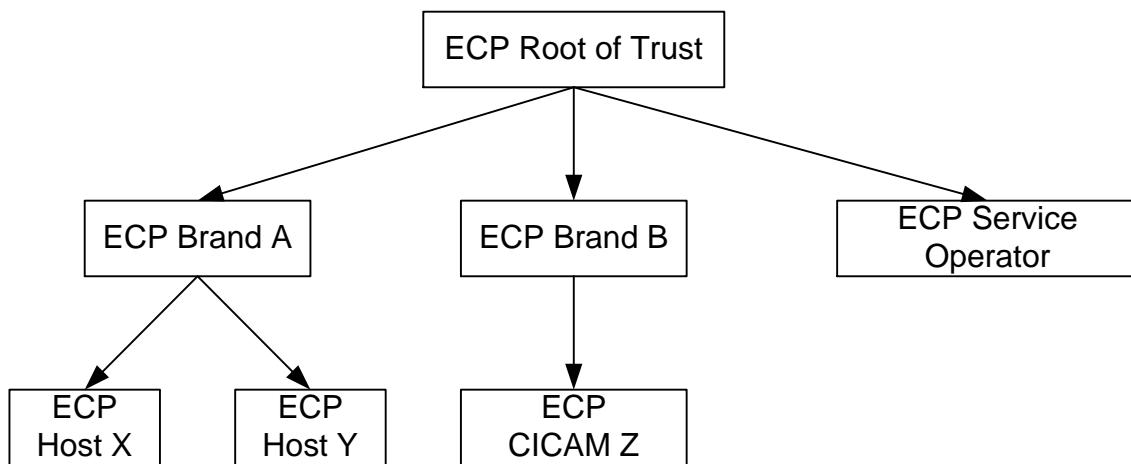 ECP Root of Trust
ECP Brand A
ECP Brand B
ECP Service
Operator
ECP
Host X
ECP
Host Y
ECP
CICAM Z